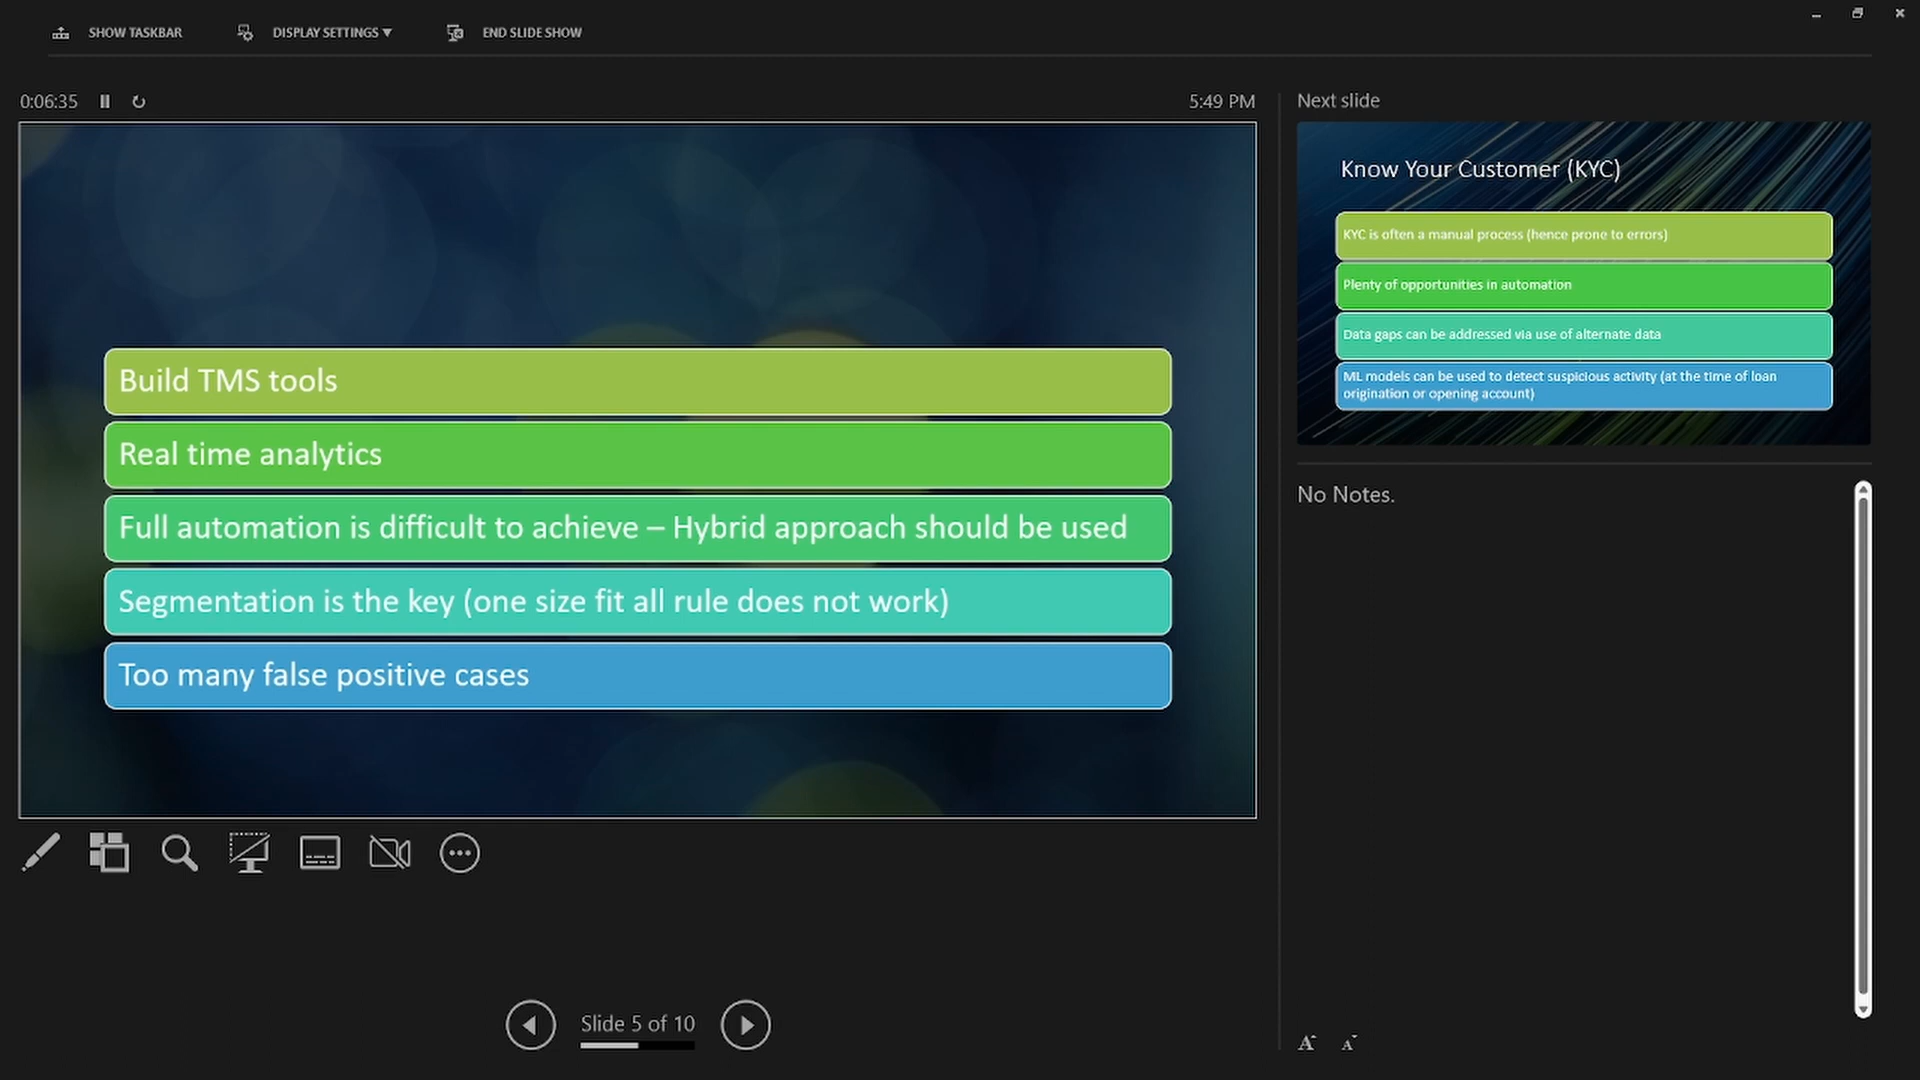 SHOW TASKBAR
DISPLAY SETTINGS ▼
END SLIDE SHOW
0:06:35
5:49 PM
Build TMS tools
Real time analytics
Full automation is difficult to achieve – Hybrid approach should be used
Segmentation is the key (one size fit all rule does not work)
Too many false positive cases
Slide 5 of 10
Next slide
Know Your Customer (KYC)
KYC is often a manual process (hence prone to errors)
Plenty of opportunities in automation
Data gaps can be addressed via use of alternate data
ML models can be used to detect suspicious activity (at the time of loan
origination or opening account)
No Notes.
A A